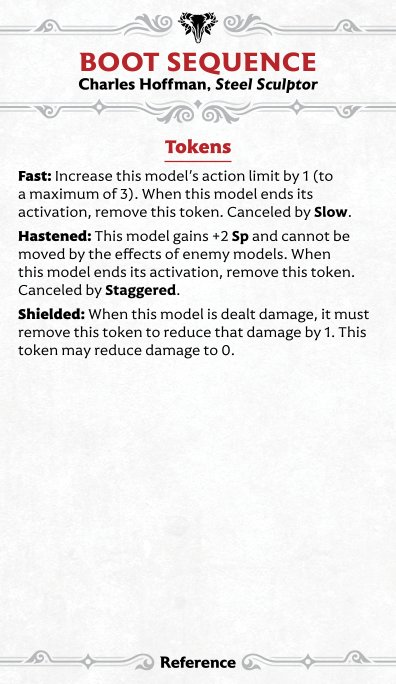 BOOT SEQUENCE
Charles Hoffman, Steel Sculptor
Tokens
Fast: Increase this model's action limit by 1 (to
a maximum of 3). When this model ends its
activation, remove this token. Canceled by Slow.
Hastened: This model gains +2 Sp and cannot be
moved by the effects of enemy models. When
this model ends its activation, remove this token.
Canceled by Staggered.
Shielded: When this model is dealt damage, it must
remove this token to reduce that damage by 1. This
token may reduce damage to 0.
Reference